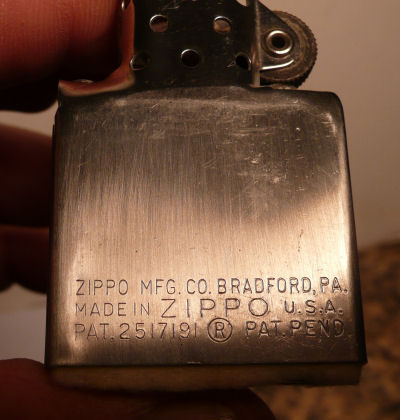 ZIPPO MFG. CO. BRADFORD, PA.
MADE IN ZIPPO U.S.A.
PAT. 2517191 ® PAT. PEND.